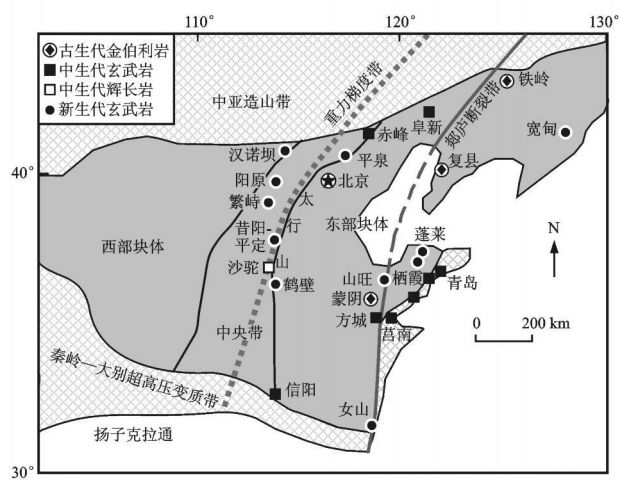 110°
120°
130°
古生代金伯利岩
中生代玄武岩
中生代辉长岩
新生代玄武岩
中亚造山带
重力梯度带
郯庐断裂带
铁岭
阜新
赤峰
宽甸
汉诺坝
平泉
复县
40°
阳原
北京
繁峙
太
行
山
东部块体
昔阳-
平定
蓬莱
N
西部块体
沙驼
鹤壁
山旺
栖霞
青岛
蒙阴
方城
莒南
0
200 km
中央带
秦岭—大别超高压变质带
信阳
女山
扬子克拉通
30°